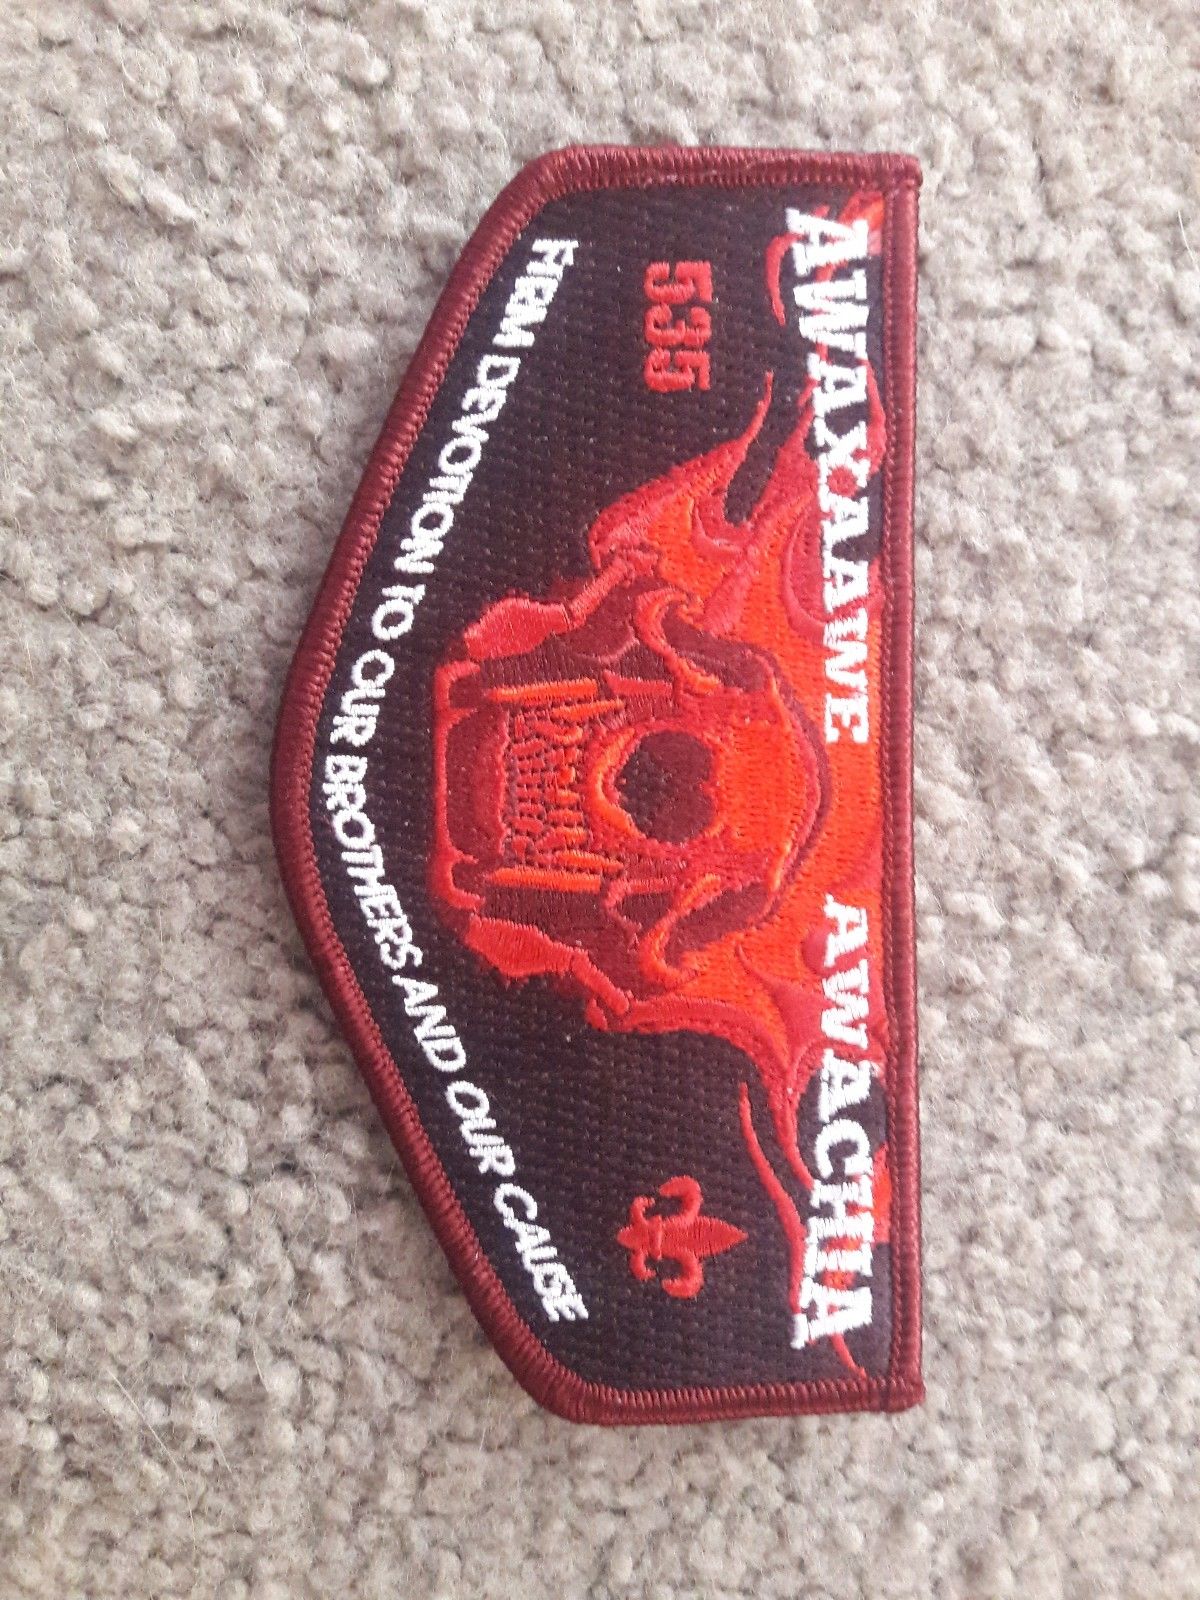 AWAXAAWE AWACHIA
535
FIRM DEVOTION TO OUR BROTHERS AND OUR CAUSE